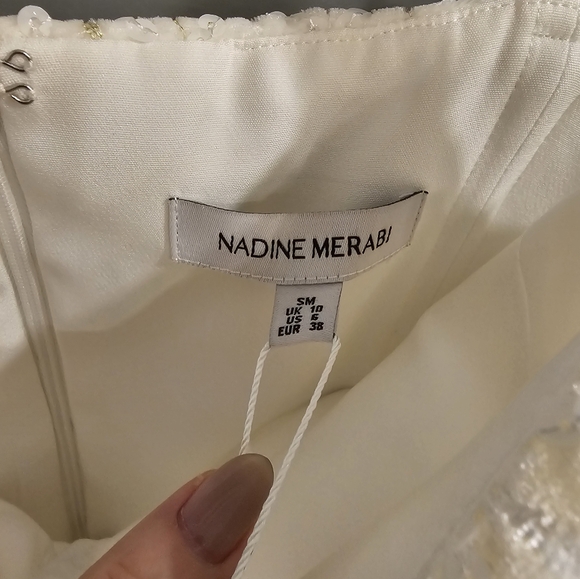 NADINE MERABI
SM
UK 10
US 6
EUR 38